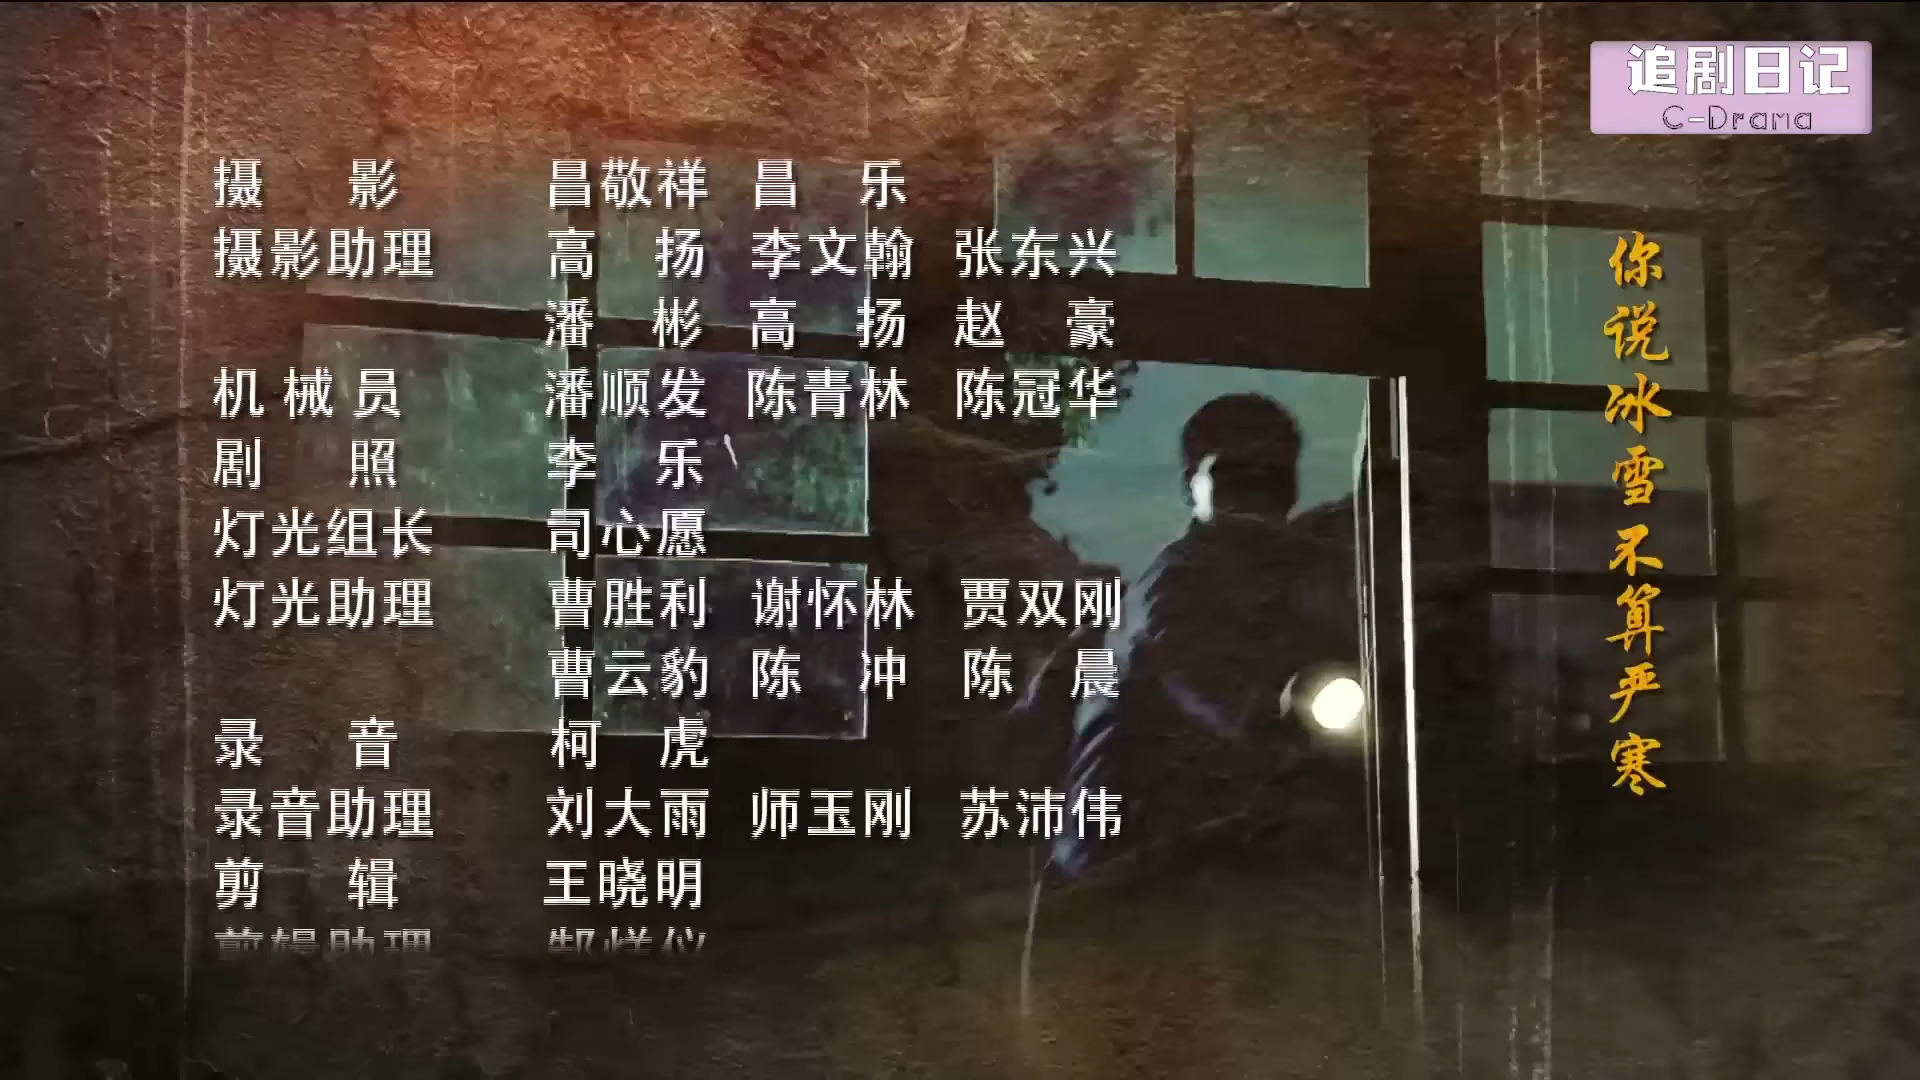 追剧日记
C-Drama
摄 影 昌敬祥 昌 乐
摄影助理 高 扬 李文翰 张东兴
潘 彬 高 扬 赵 豪
机械员 潘顺发 陈青林 陈冠华
剧 照 李 乐
灯光组长 司心愿
灯光助理 曹胜利 谢怀林 贾双刚
曹云豹 陈 冲 陈 晨
录 音 柯 虎
录音助理 刘大雨 师玉刚 苏沛伟
剪 辑 王晓明
剪辑助理
你说冰雪不算严寒